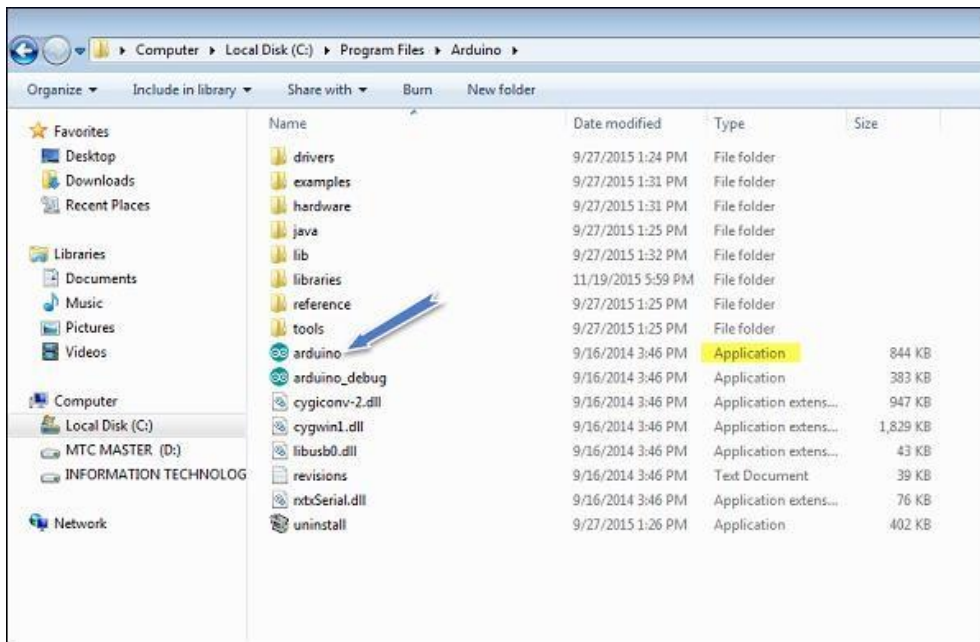 Computer Local Disk (C:) Program Files Arduino
Organize Include in library Share with Burn New folder
Favorites
Desktop
Downloads
Recent Places
Libraries
Documents
Music
Pictures
Videos
Computer
Local Disk (C:)
MTC MASTER (D:)
INFORMATION TECHNOLOG
Network
Name Date modified Type Size
drivers 9/27/2015 1:24 PM File folder
examples 9/27/2015 1:31 PM File folder
hardware 9/27/2015 1:31 PM File folder
java 9/27/2015 1:25 PM File folder
lib 9/27/2015 1:32 PM File folder
libraries 11/19/2015 5:59 PM File folder
reference 9/27/2015 1:25 PM File folder
tools 9/27/2015 1:25 PM File folder
arduino 9/16/2014 3:46 PM Application 844 KB
arduino_debug 9/16/2014 3:46 PM Application 383 KB
cygiconv-2.dll 9/16/2014 3:46 PM Application extens... 947 KB
cygwin1.dll 9/16/2014 3:46 PM Application extens... 1,829 KB
libusb0.dll 9/16/2014 3:46 PM Application extens... 43 KB
revisions 9/16/2014 3:46 PM Text Document 39 KB
rxtxSerial.dll 9/16/2014 3:46 PM Application extens... 76 KB
uninstall 9/27/2015 1:26 PM Application 402 KB